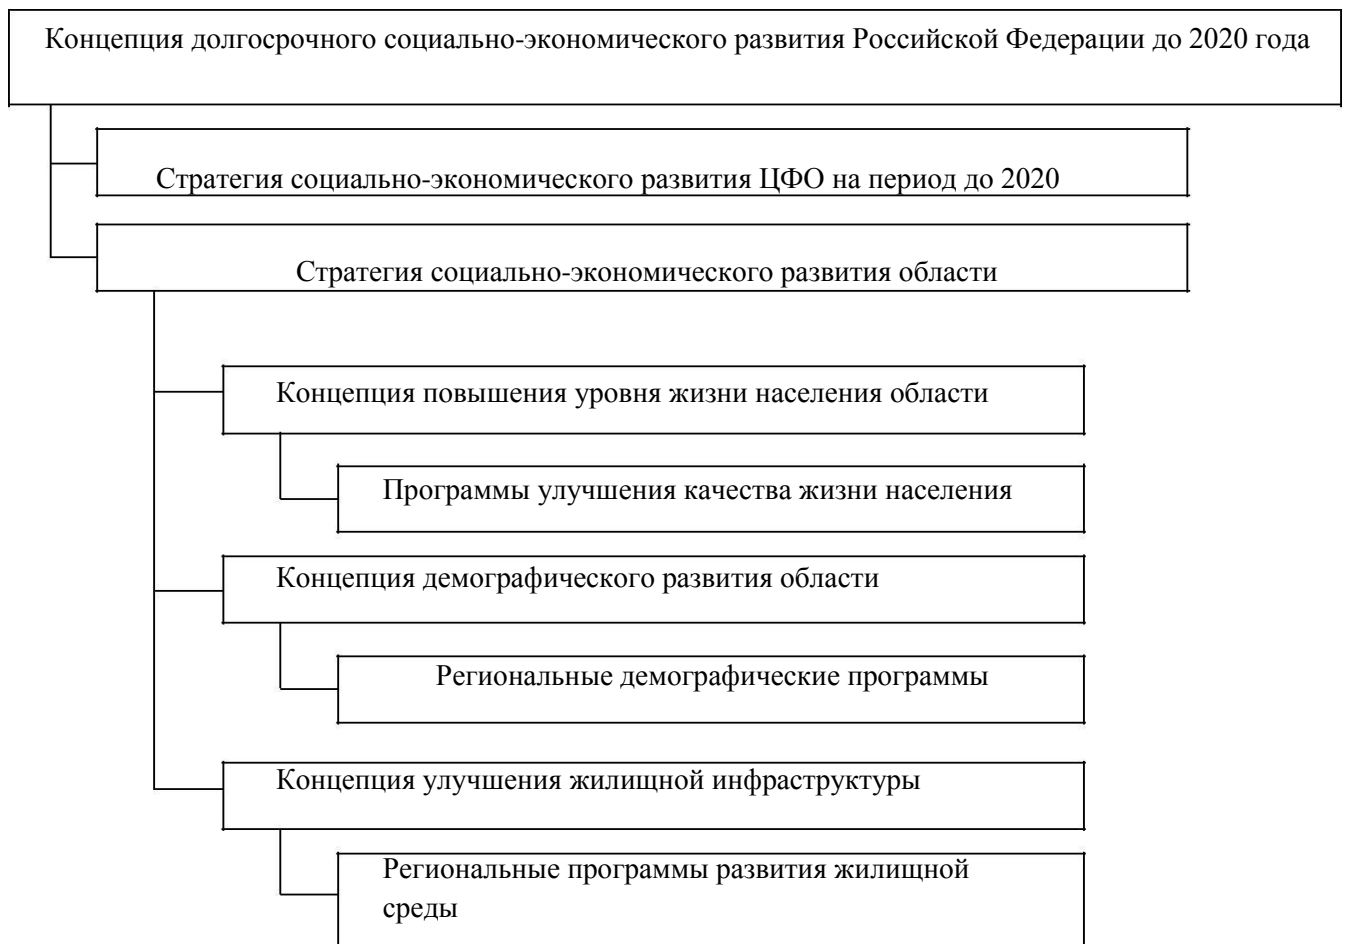 Концепция долгосрочного социально-экономического развития Российской Федерации до 2020 года
Стратегия социально-экономического развития ЦФО на период до 2020
Стратегия социально-экономического развития области
Концепция повышения уровня жизни населения области
Программы улучшения качества жизни населения
Концепция демографического развития области
Региональные демографические программы
Концепция улучшения жилищной инфраструктуры
Региональные программы развития жилищной
среды